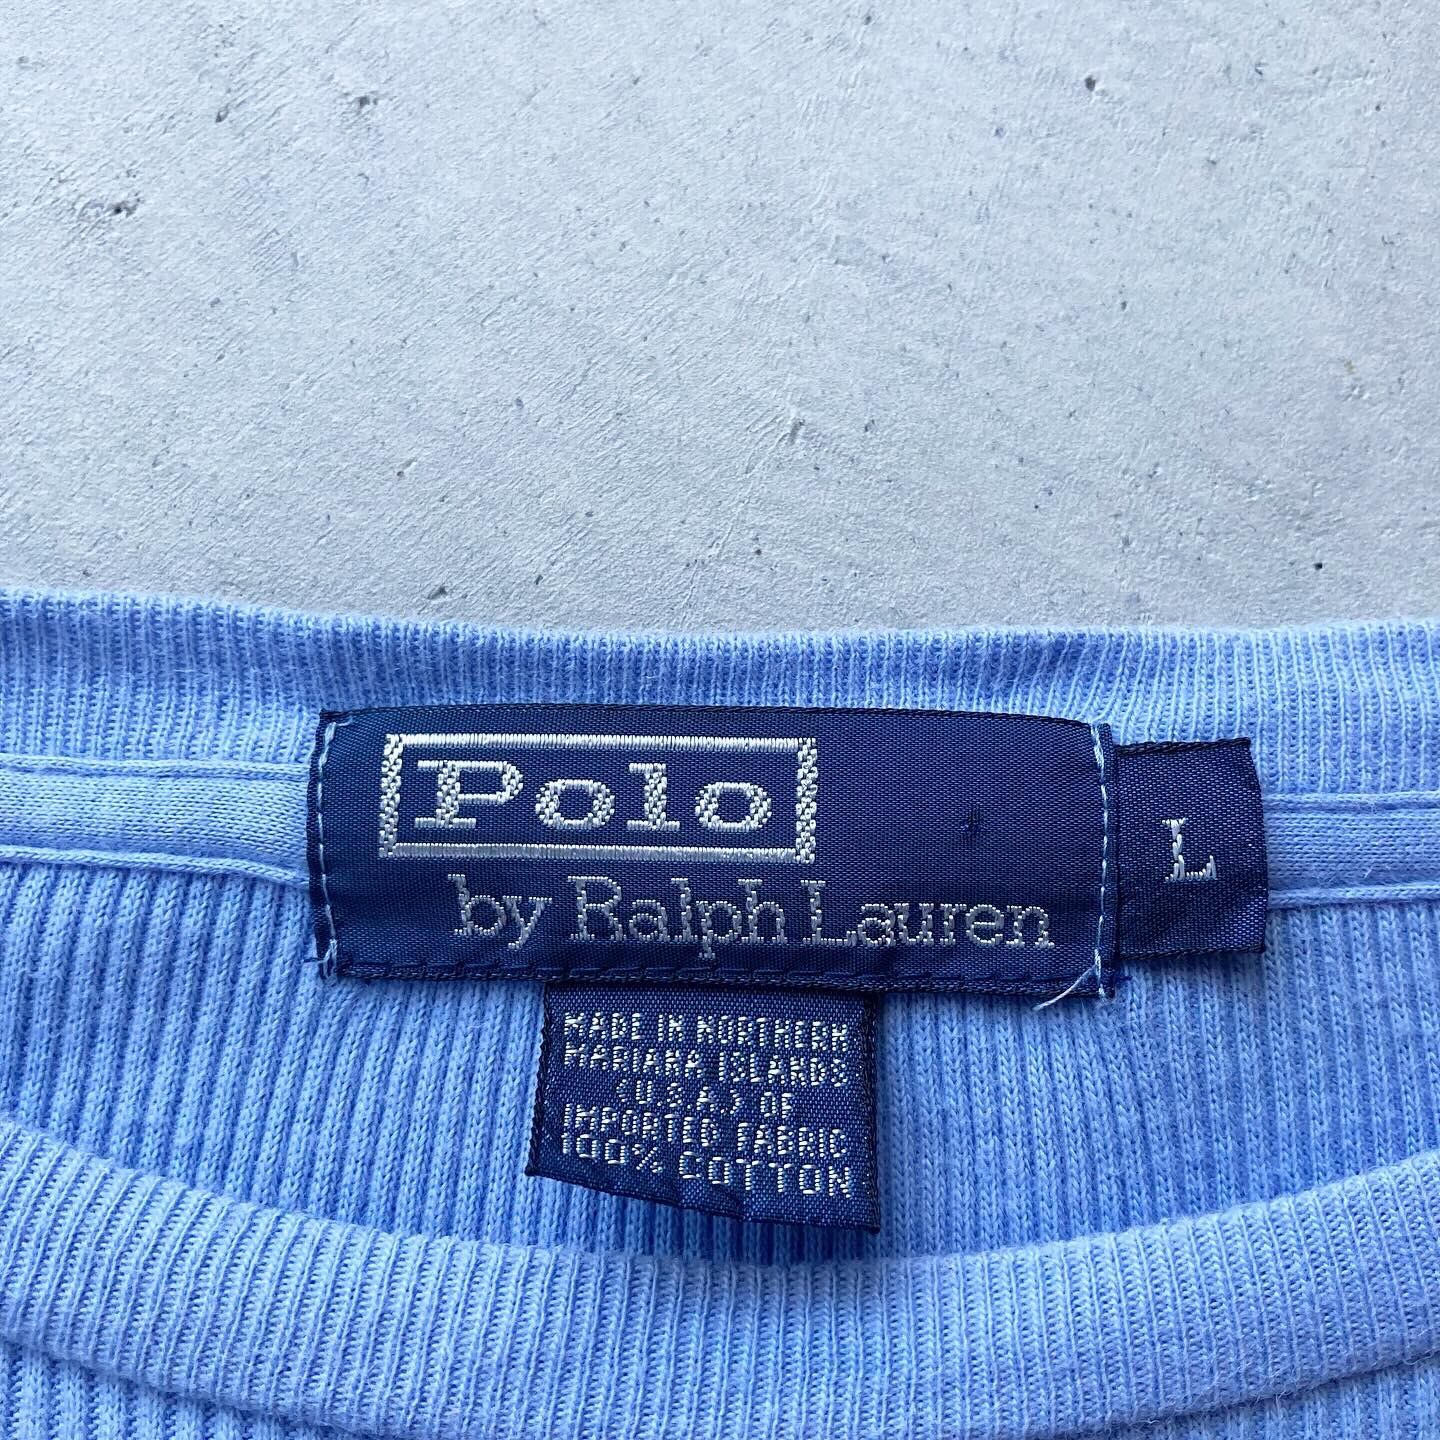 Polo
by Ralph Lauren
L
MADE IN NORTHERN
MARIANA ISLANDS
(U.S.A.) OF
IMPORTED FABRIC
100% COTTON